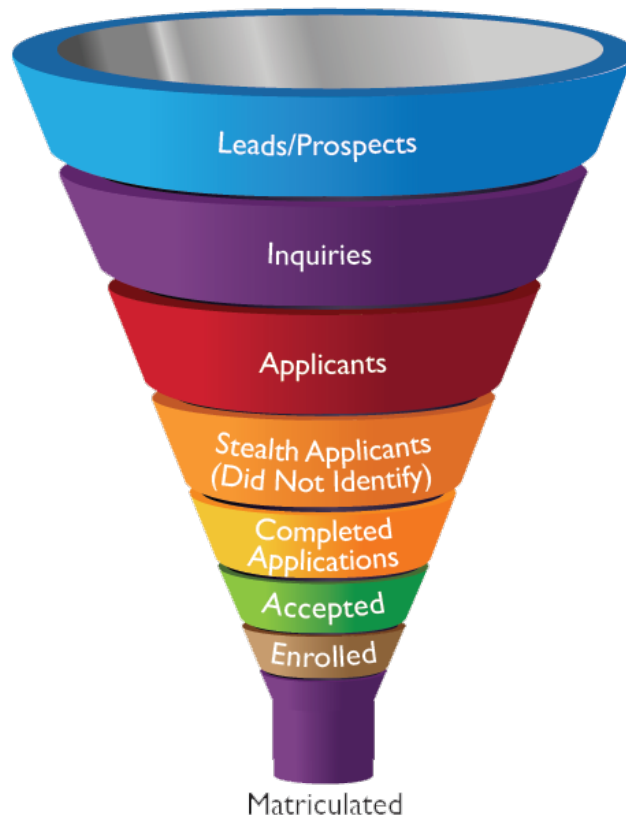 Leads/Prospects
Inquiries
Applicants
Stealth Applicants
(Did Not Identify)
Completed
Applications
Accepted
Enrolled
Matriculated